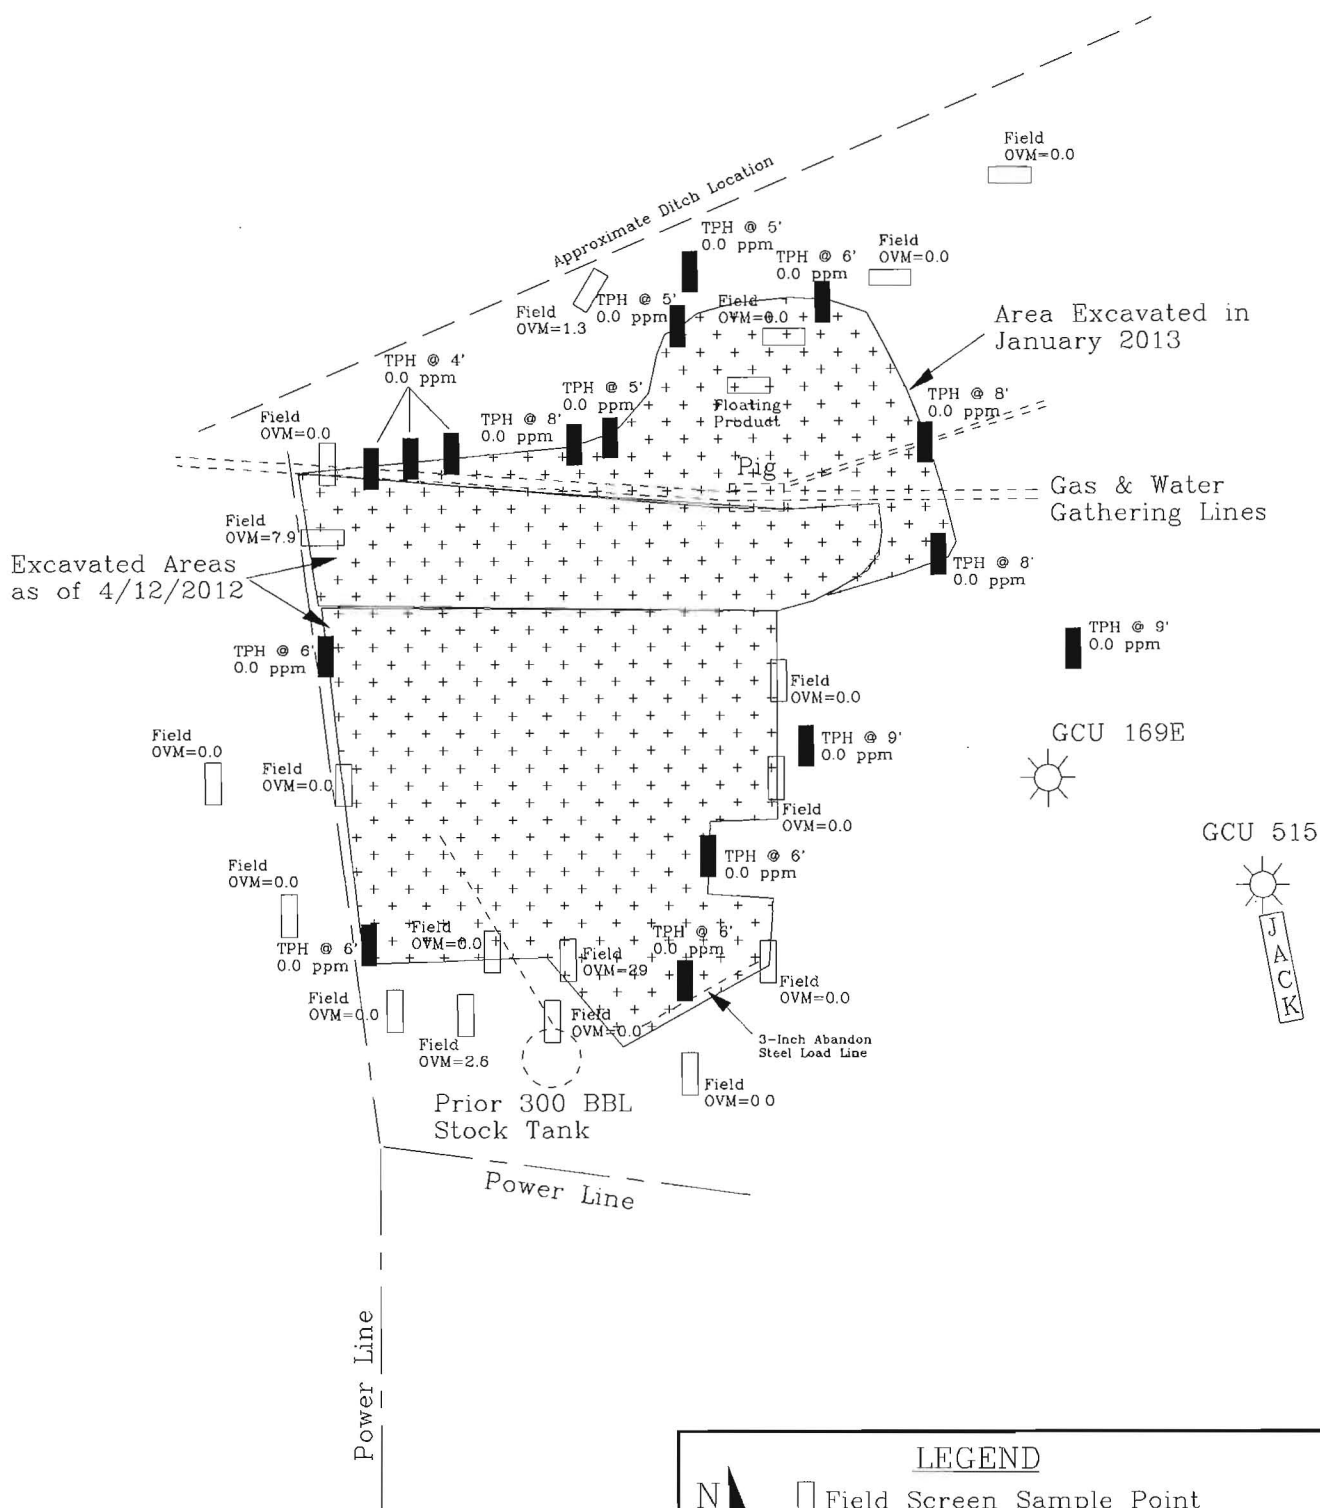 Field
OVM=0.0
Approximate Ditch Location
TPH @ 5'
0.0 ppm
Field
OVM=0.0
TPH @ 6'
0.0 ppm
TPH @ 5'
0.0 ppm
Field
OVM=0.0
Field
OVM=1.3
Area Excavated in
January 2013
TPH @ 4'
0.0 ppm
TPH @ 5'
0.0 ppm
Floating
Product
TPH @ 8'
0.0 ppm
Field
OVM=0.0
TPH @ 8'
0.0 ppm
Pig
Gas & Water
Gathering Lines
Field
OVM=7.9
Excavated Areas
as of 4/12/2012
TPH @ 8'
0.0 ppm
TPH @ 6'
0.0 ppm
TPH @ 9'
0.0 ppm
Field
OVM=0.0
Field
OVM=0.0
TPH @ 9'
0.0 ppm
GCU 169E
Field
OVM=0.0
Field
OVM=0.0
GCU 515
TPH @ 6'
0.0 ppm
Field
OVM=0.0
JACK
TPH @ 6'
0.0 ppm
Field
OVM=0.0
Field
OVM=29
TPH @ 6'
0.0 ppm
Field
OVM=0.0
Field
OVM=0.0
Field
OVM=2.6
Field
OVM=0.0
3-Inch Abandon
Steel Load Line
Field
OVM=0 0
Prior 300 BBL
Stock Tank
Power Line
Power Line
LEGEND
N
Field Screen Sample Point